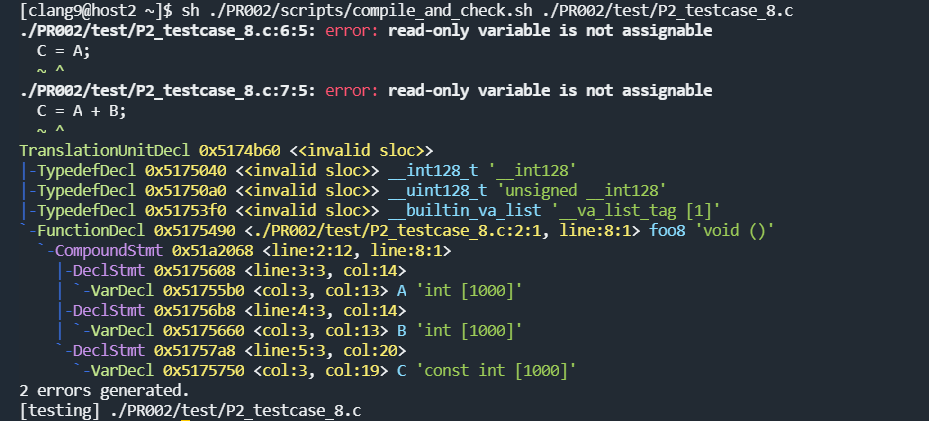 [clang9@host2 ~]$ sh ./PR002/scripts/compile_and_check.sh ./PR002/test/P2_testcase_8.c
./PR002/test/P2_testcase_8.c:6:5: error: read-only variable is not assignable
  C = A;
  ~ ^
./PR002/test/P2_testcase_8.c:7:5: error: read-only variable is not assignable
  C = A + B;
  ~ ^
TranslationUnitDecl 0x5174b60 <<invalid sloc>>
|-TypedefDecl 0x5175040 <<invalid sloc>> __int128_t '__int128'
|-TypedefDecl 0x51750a0 <<invalid sloc>> __uint128_t 'unsigned __int128'
|-TypedefDecl 0x51753f0 <<invalid sloc>> __builtin_va_list '__va_list_tag [1]'
`-FunctionDecl 0x5175490 <./PR002/test/P2_testcase_8.c:2:1, line:8:1> foo8 'void ()'
  `-CompoundStmt 0x51a2068 <line:2:12, line:8:1>
    |-DeclStmt 0x5175608 <line:3:3, col:14>
    | `-VarDecl 0x51755b0 <col:3, col:13> A 'int [1000]'
    |-DeclStmt 0x51756b8 <line:4:3, col:14>
    | `-VarDecl 0x5175660 <col:3, col:13> B 'int [1000]'
    `-DeclStmt 0x51757a8 <line:5:3, col:20>
      `-VarDecl 0x5175750 <col:3, col:19> C 'const int [1000]'
2 errors generated.
[testing] ./PR002/test/P2_testcase_8.c